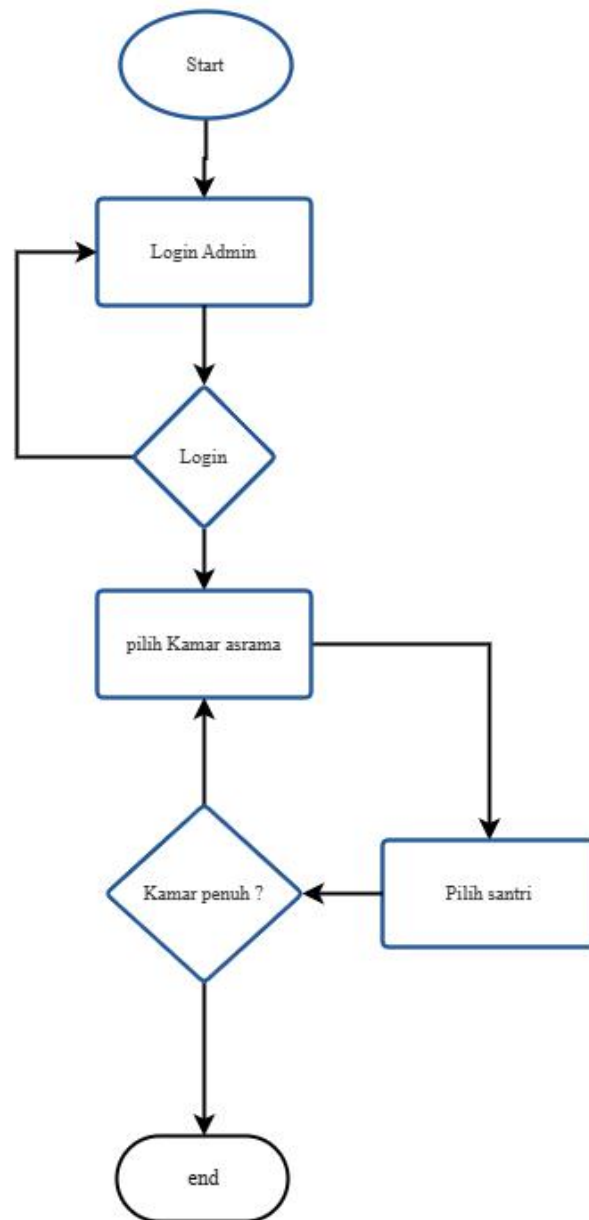 Start
Login Admin
Login
pilih Kamar asrama
Kamar penuh ?
Pilih santri
end